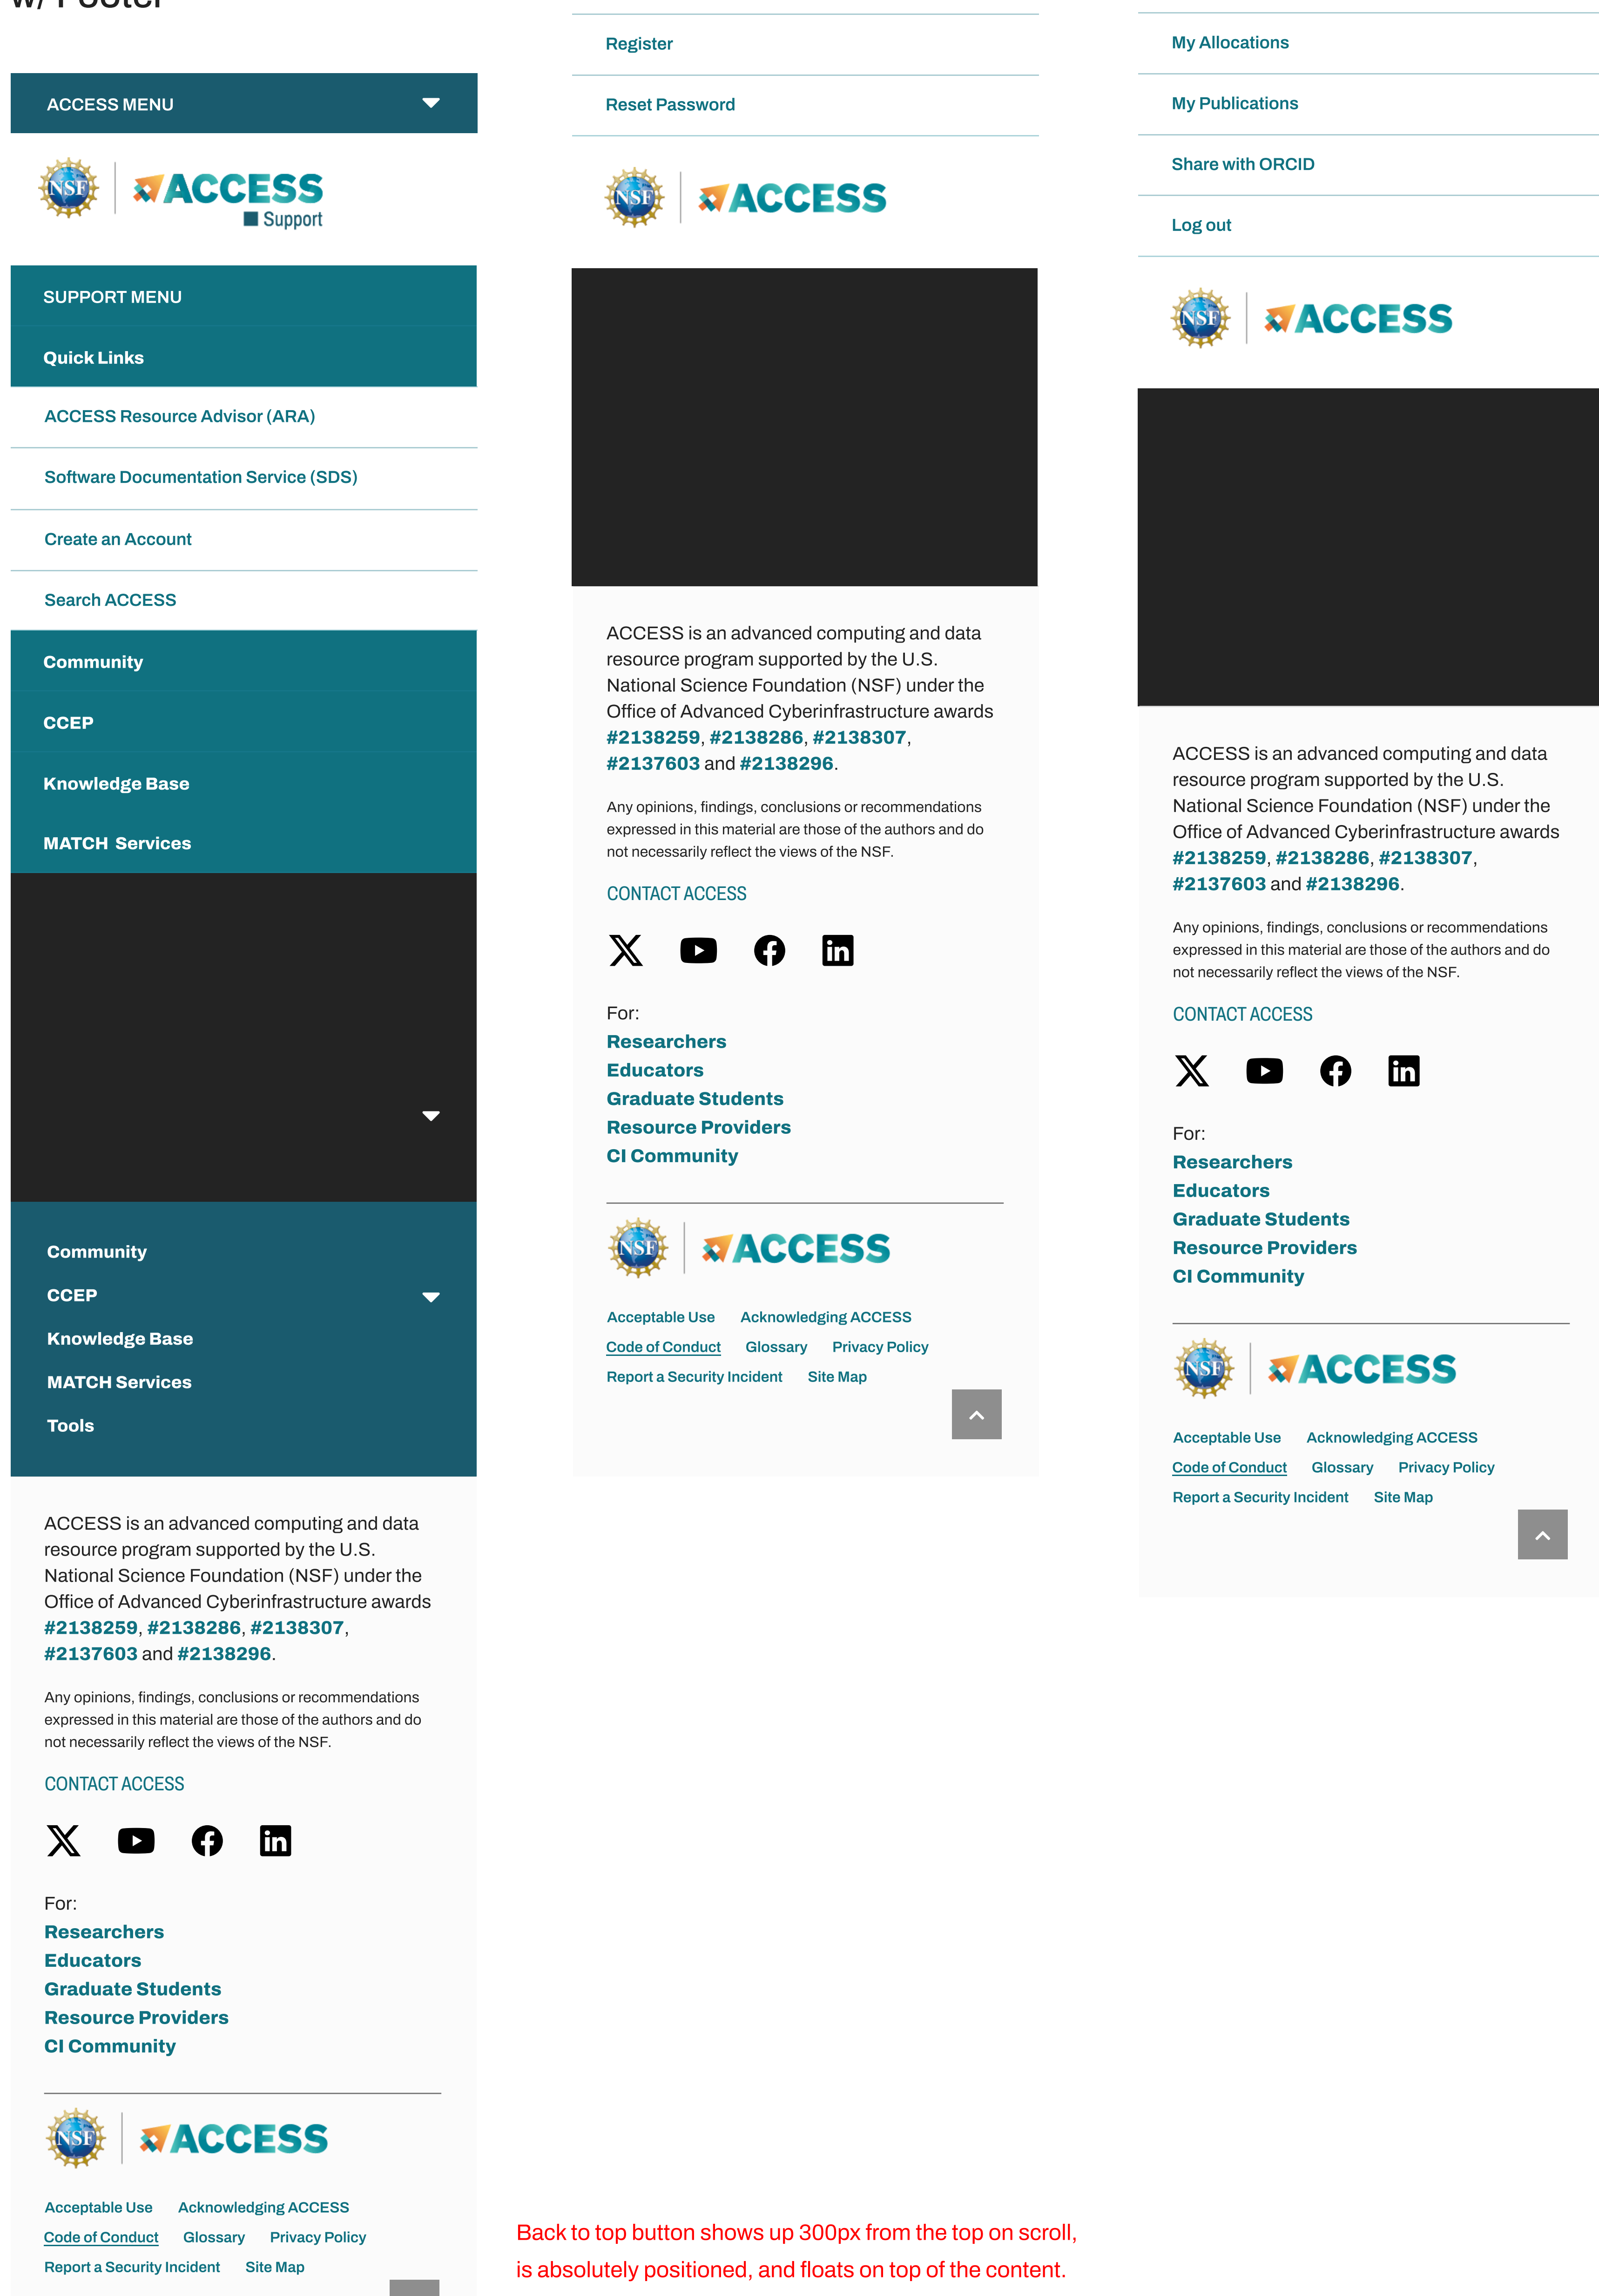 w/ Footer
ACCESS MENU
NSF
ACCESS
Support
SUPPORT MENU
Quick Links
ACCESS Resource Advisor (ARA)
Software Documentation Service (SDS)
Create an Account
Search ACCESS
Community
CCEP
Knowledge Base
MATCH Services
Community
CCEP
Knowledge Base
MATCH Services
Tools
ACCESS is an advanced computing and data
resource program supported by the U.S.
National Science Foundation (NSF) under the
Office of Advanced Cyberinfrastructure awards
#2138259, #2138286, #2138307,
#2137603 and #2138296.
Any opinions, findings, conclusions or recommendations
expressed in this material are those of the authors and do
not necessarily reflect the views of the NSF.
CONTACT ACCESS
For:
Researchers
Educators
Graduate Students
Resource Providers
CI Community
NSF
ACCESS
Acceptable Use Acknowledging ACCESS
Code of Conduct Glossary Privacy Policy
Report a Security Incident Site Map
Register
Reset Password
NSF
ACCESS
ACCESS is an advanced computing and data
resource program supported by the U.S.
National Science Foundation (NSF) under the
Office of Advanced Cyberinfrastructure awards
#2138259, #2138286, #2138307,
#2137603 and #2138296.
Any opinions, findings, conclusions or recommendations
expressed in this material are those of the authors and do
not necessarily reflect the views of the NSF.
CONTACT ACCESS
For:
Researchers
Educators
Graduate Students
Resource Providers
CI Community
NSF
ACCESS
Acceptable Use Acknowledging ACCESS
Code of Conduct Glossary Privacy Policy
Report a Security Incident Site Map
My Allocations
My Publications
Share with ORCID
Log out
NSF
ACCESS
ACCESS is an advanced computing and data
resource program supported by the U.S.
National Science Foundation (NSF) under the
Office of Advanced Cyberinfrastructure awards
#2138259, #2138286, #2138307,
#2137603 and #2138296.
Any opinions, findings, conclusions or recommendations
expressed in this material are those of the authors and do
not necessarily reflect the views of the NSF.
CONTACT ACCESS
For:
Researchers
Educators
Graduate Students
Resource Providers
CI Community
NSF
ACCESS
Acceptable Use Acknowledging ACCESS
Code of Conduct Glossary Privacy Policy
Report a Security Incident Site Map
Back to top button shows up 300px from the top on scroll,
is absolutely positioned, and floats on top of the content.